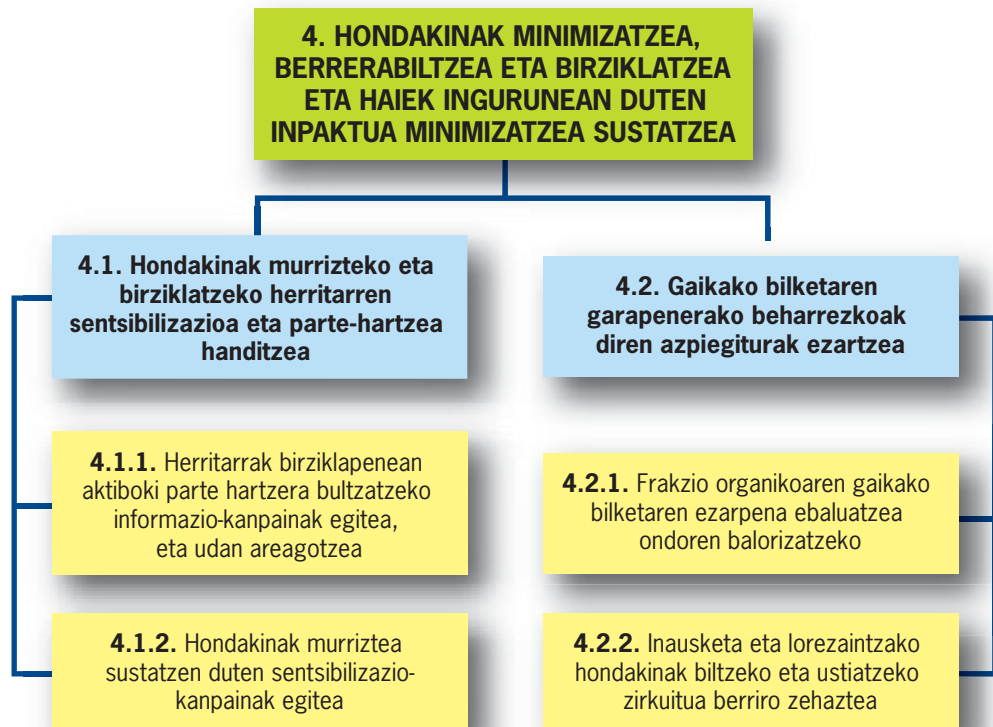 4. HONDAKINAK MINIMIZATZEA,
BERRERABILTZEA ETA BIRZIKLATZEA
ETA HAIEK INGURUNEAN DUTEN
INPAKTUA MINIMIZATZEA SUSTATZEA
4.1. Hondakinak murrizteko eta
birziklatzeko herritarren
sentsibilizazioa eta parte-hartzea
handitzea
4.1.1. Herritarrak birziklapenean
aktiboki parte hartzera bultzatzeko
informazio-kanpainak egitea,
eta udan areagotzea
4.1.2. Hondakinak murriztea
sustatzen duten sentsibilizazio-
kanpainak egitea
4.2. Gaikako bilketaren
garapenerako beharrezkoak
diren azpiegiturak ezartzea
4.2.1. Frakzio organikoaren gaikako
bilketaren ezarpena ebaluatzea
ondoren balorizatzeko
4.2.2. Inausketa eta lorezaintzako
hondakinak biltzeko eta ustiatzeko
zirkuitua berriro zehaztea